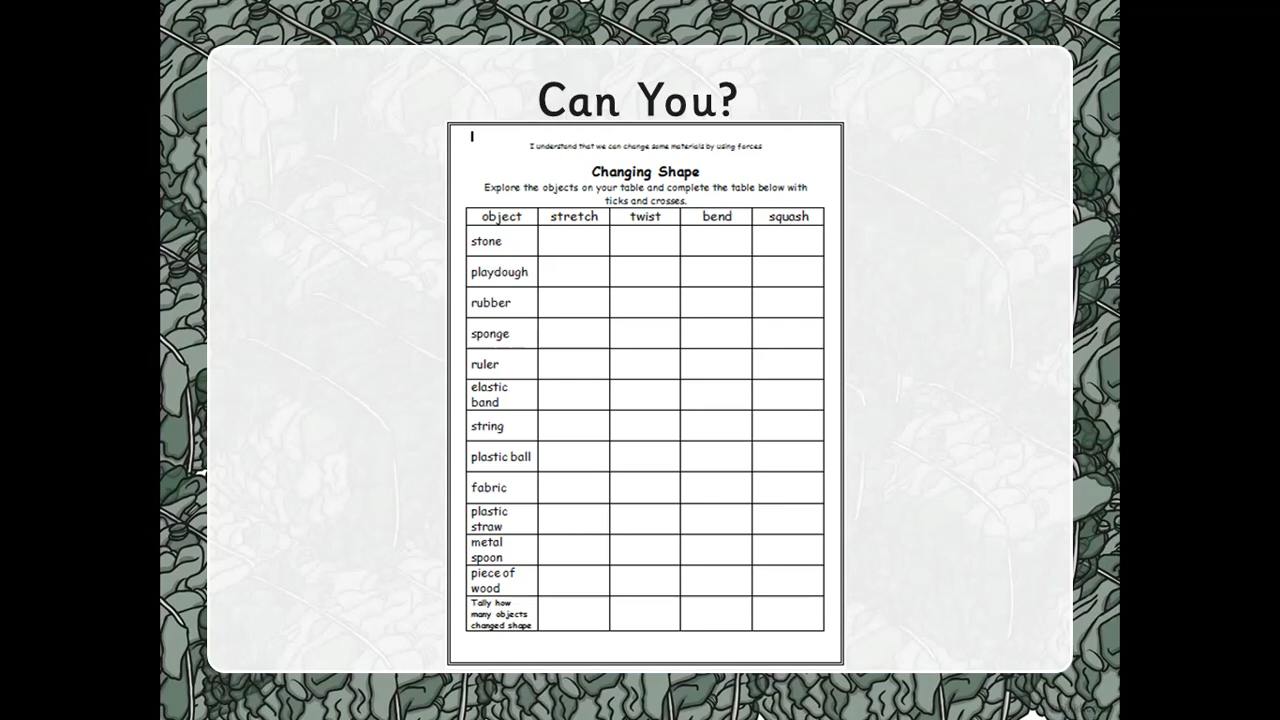 Can You?
I
I understand that we can change some materials by using forces
Changing Shape
Explore the objects on your table and complete the table below with
ticks and crosses.
object stretch twist bend squash
stone
playdough
rubber
sponge
ruler
elastic
band
string
plastic ball
fabric
plastic
straw
metal
spoon
piece of
wood
Tally how
many objects
changed shape